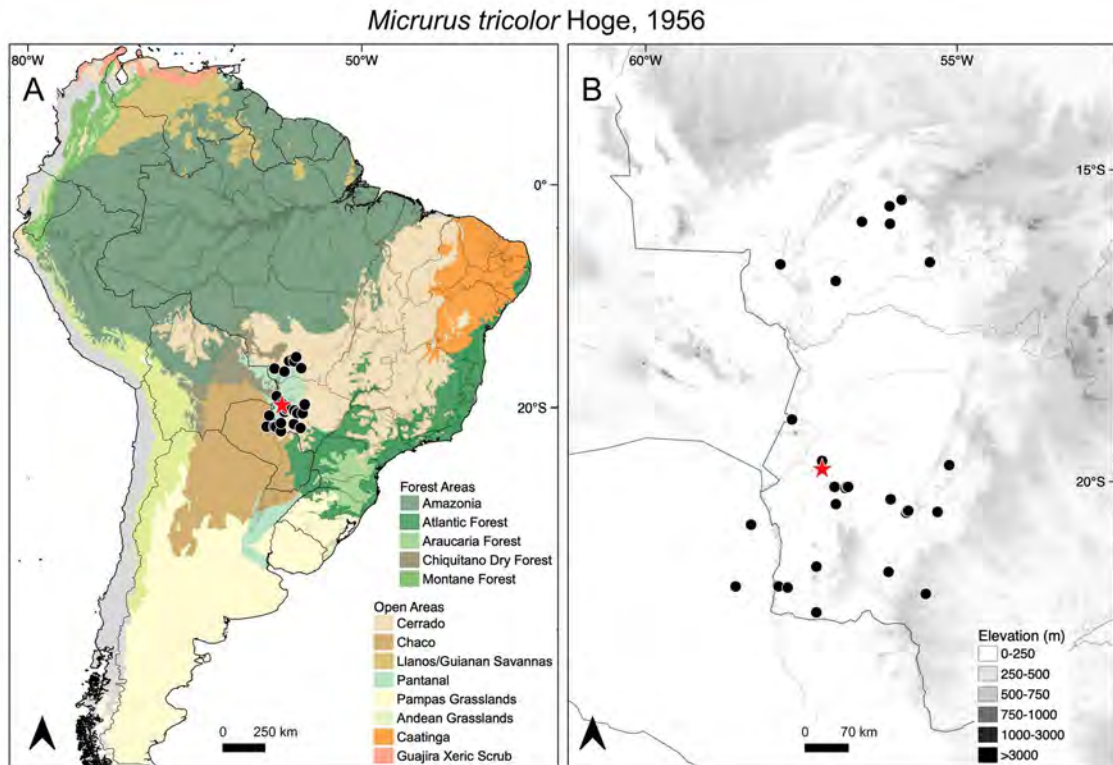 Micrurus tricolor Hoge, 1956
A
80°W
50°W
0°
20°S
Forest Areas
Amazonia
Atlantic Forest
Araucaria Forest
Chiquitano Dry Forest
Montane Forest
Open Areas
Cerrado
Chaco
Llanos/Guianan Savannas
Pantanal
Pampas Grasslands
Andean Grasslands
Caatinga
Guajira Xeric Scrub
0 250 km
B
60°W
55°W
15°S
20°S
Elevation (m)
0-250
250-500
500-750
750-1000
1000-3000
>3000
0 70 km